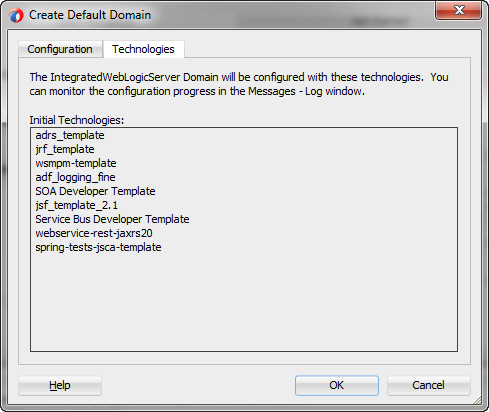 Create Default Domain
Configuration
Technologies
The IntegratedWebLogicServer Domain will be configured with these technologies.  You
can monitor the configuration progress in the Messages - Log window.
Initial Technologies:
adrs_template
jrf_template
wsmpm-template
adf_logging_fine
SOA Developer Template
jsf_template_2.1
Service Bus Developer Template
webservice-rest-jaxrs20
spring-tests-jsca-template
Help
OK
Cancel